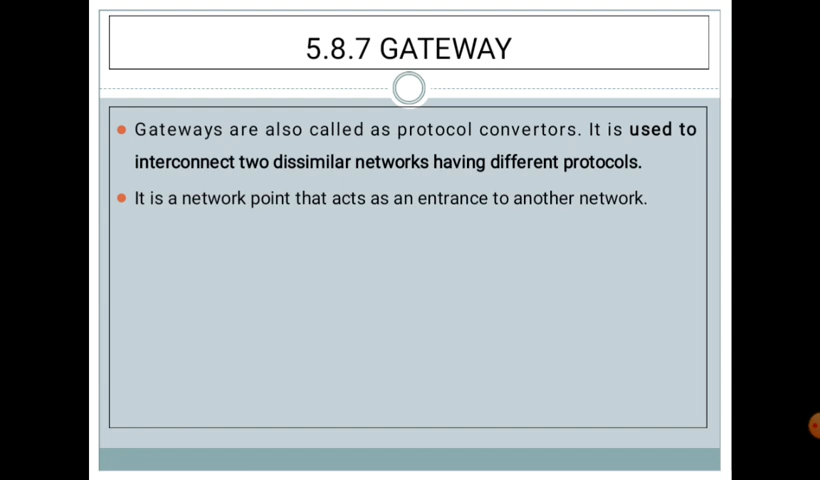 5.8.7 GATEWAY
Gateways are also called as protocol convertors. It is used to
interconnect two dissimilar networks having different protocols.
It is a network point that acts as an entrance to another network.